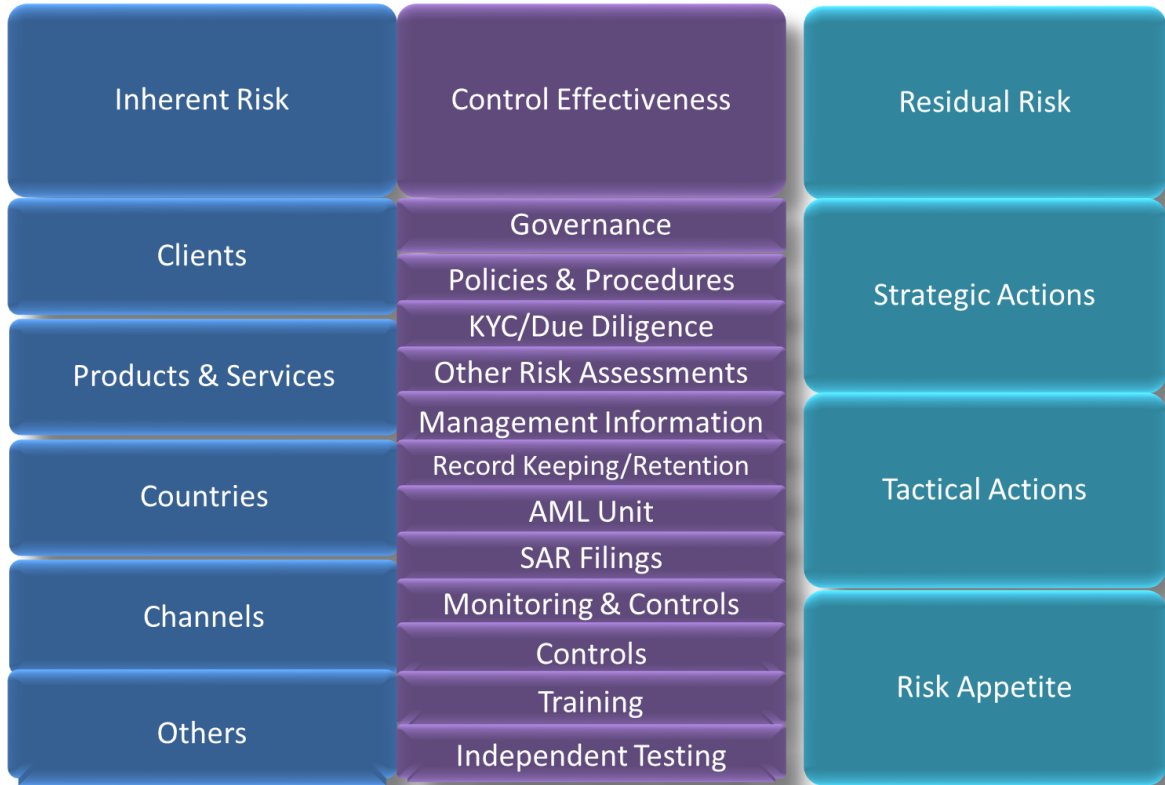 Inherent Risk
Clients
Products & Services
Countries
Channels
Others
Control Effectiveness
Governance
Policies & Procedures
KYC/Due Diligence
Other Risk Assessments
Management Information
Record Keeping/Retention
AML Unit
SAR Filings
Monitoring & Controls
Controls
Training
Independent Testing
Residual Risk
Strategic Actions
Tactical Actions
Risk Appetite